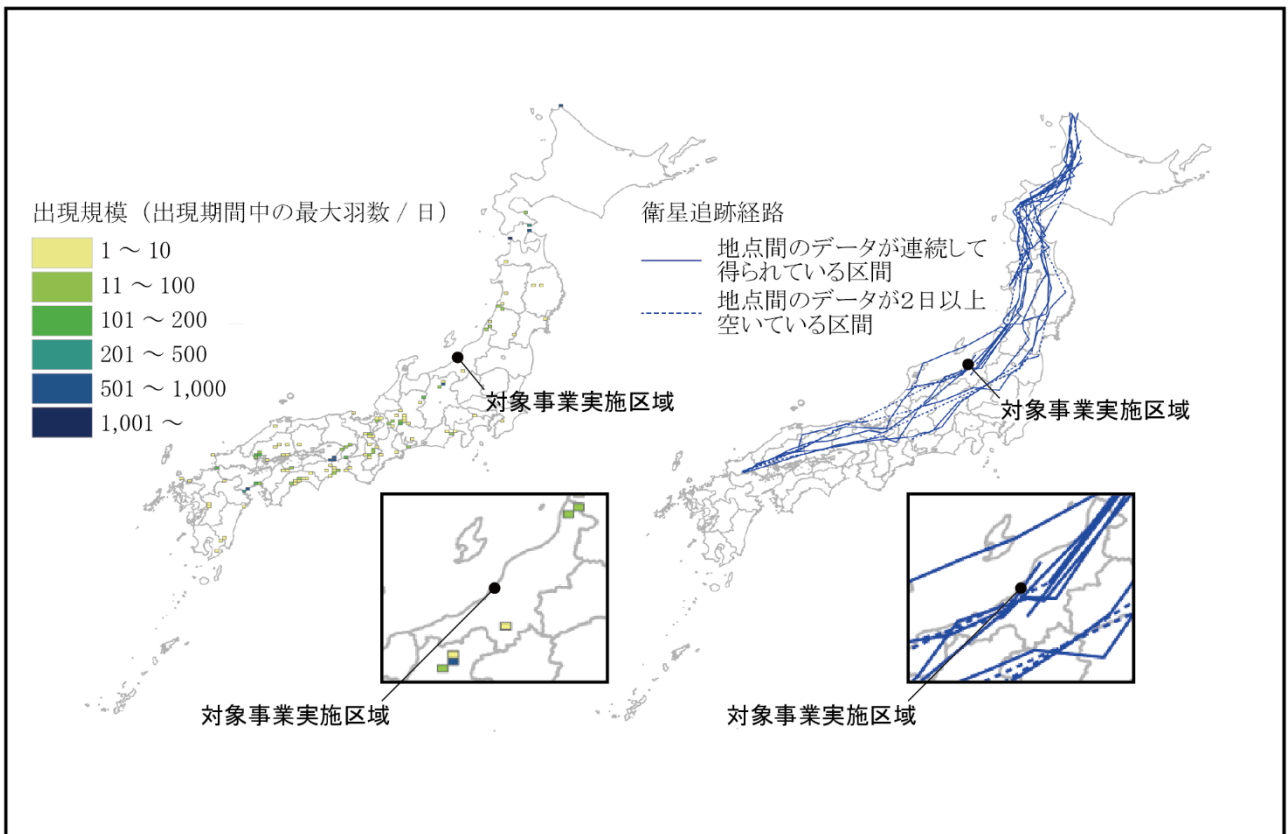 出現規模（出現期間中の最大羽数 / 日）
1 ～ 10
11 ～ 100
101 ～ 200
201 ～ 500
501 ～ 1,000
1,001 ～
対象事業実施区域
対象事業実施区域
衛星追跡経路
地点間のデータが連続して
得られている区間
地点間のデータが2日以上
空いている区間
対象事業実施区域
対象事業実施区域